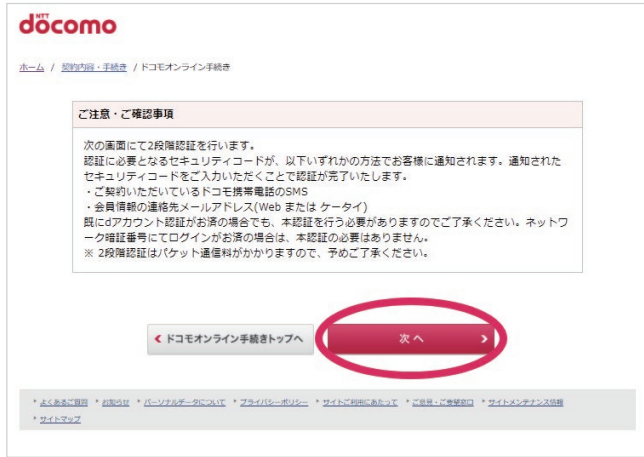 NTT
döcomo
ホーム / 契約内容・手続き / ドコモオンライン手続き
ご注意・ご確認事項
次の画面にて2段階認証を行います。
認証に必要となるセキュリティコードが、以下いずれかの方法でお客様に通知されます。通知された
セキュリティコードをご入力いただくことで認証が完了いたします。
・ご契約いただいているドコモ携帯電話のSMS
・会員情報の連絡先メールアドレス(Web または ケータイ)
既にdアカウント認証がお済の場合でも、本認証を行う必要がありますのでご了承ください。ネットワ
ーク暗証番号にてログインがお済の場合は、本認証の必要はありません。
※ 2段階認証はパケット通信料がかかりますので、予めご了承ください。
ドコモオンライン手続きトップへ 次へ
よくあるご質問 お知らせ パーソナルデータについて プライバシーポリシー サイトご利用にあたって ご意見・ご要望窓口 サイトメンテナンス情報
サイトマップ